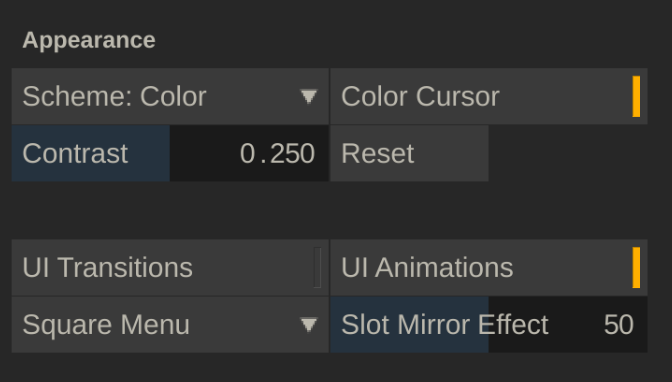 Appearance
Scheme: Color
Color Cursor
Contrast 0.250
Reset
UI Transitions
UI Animations
Square Menu
Slot Mirror Effect 50